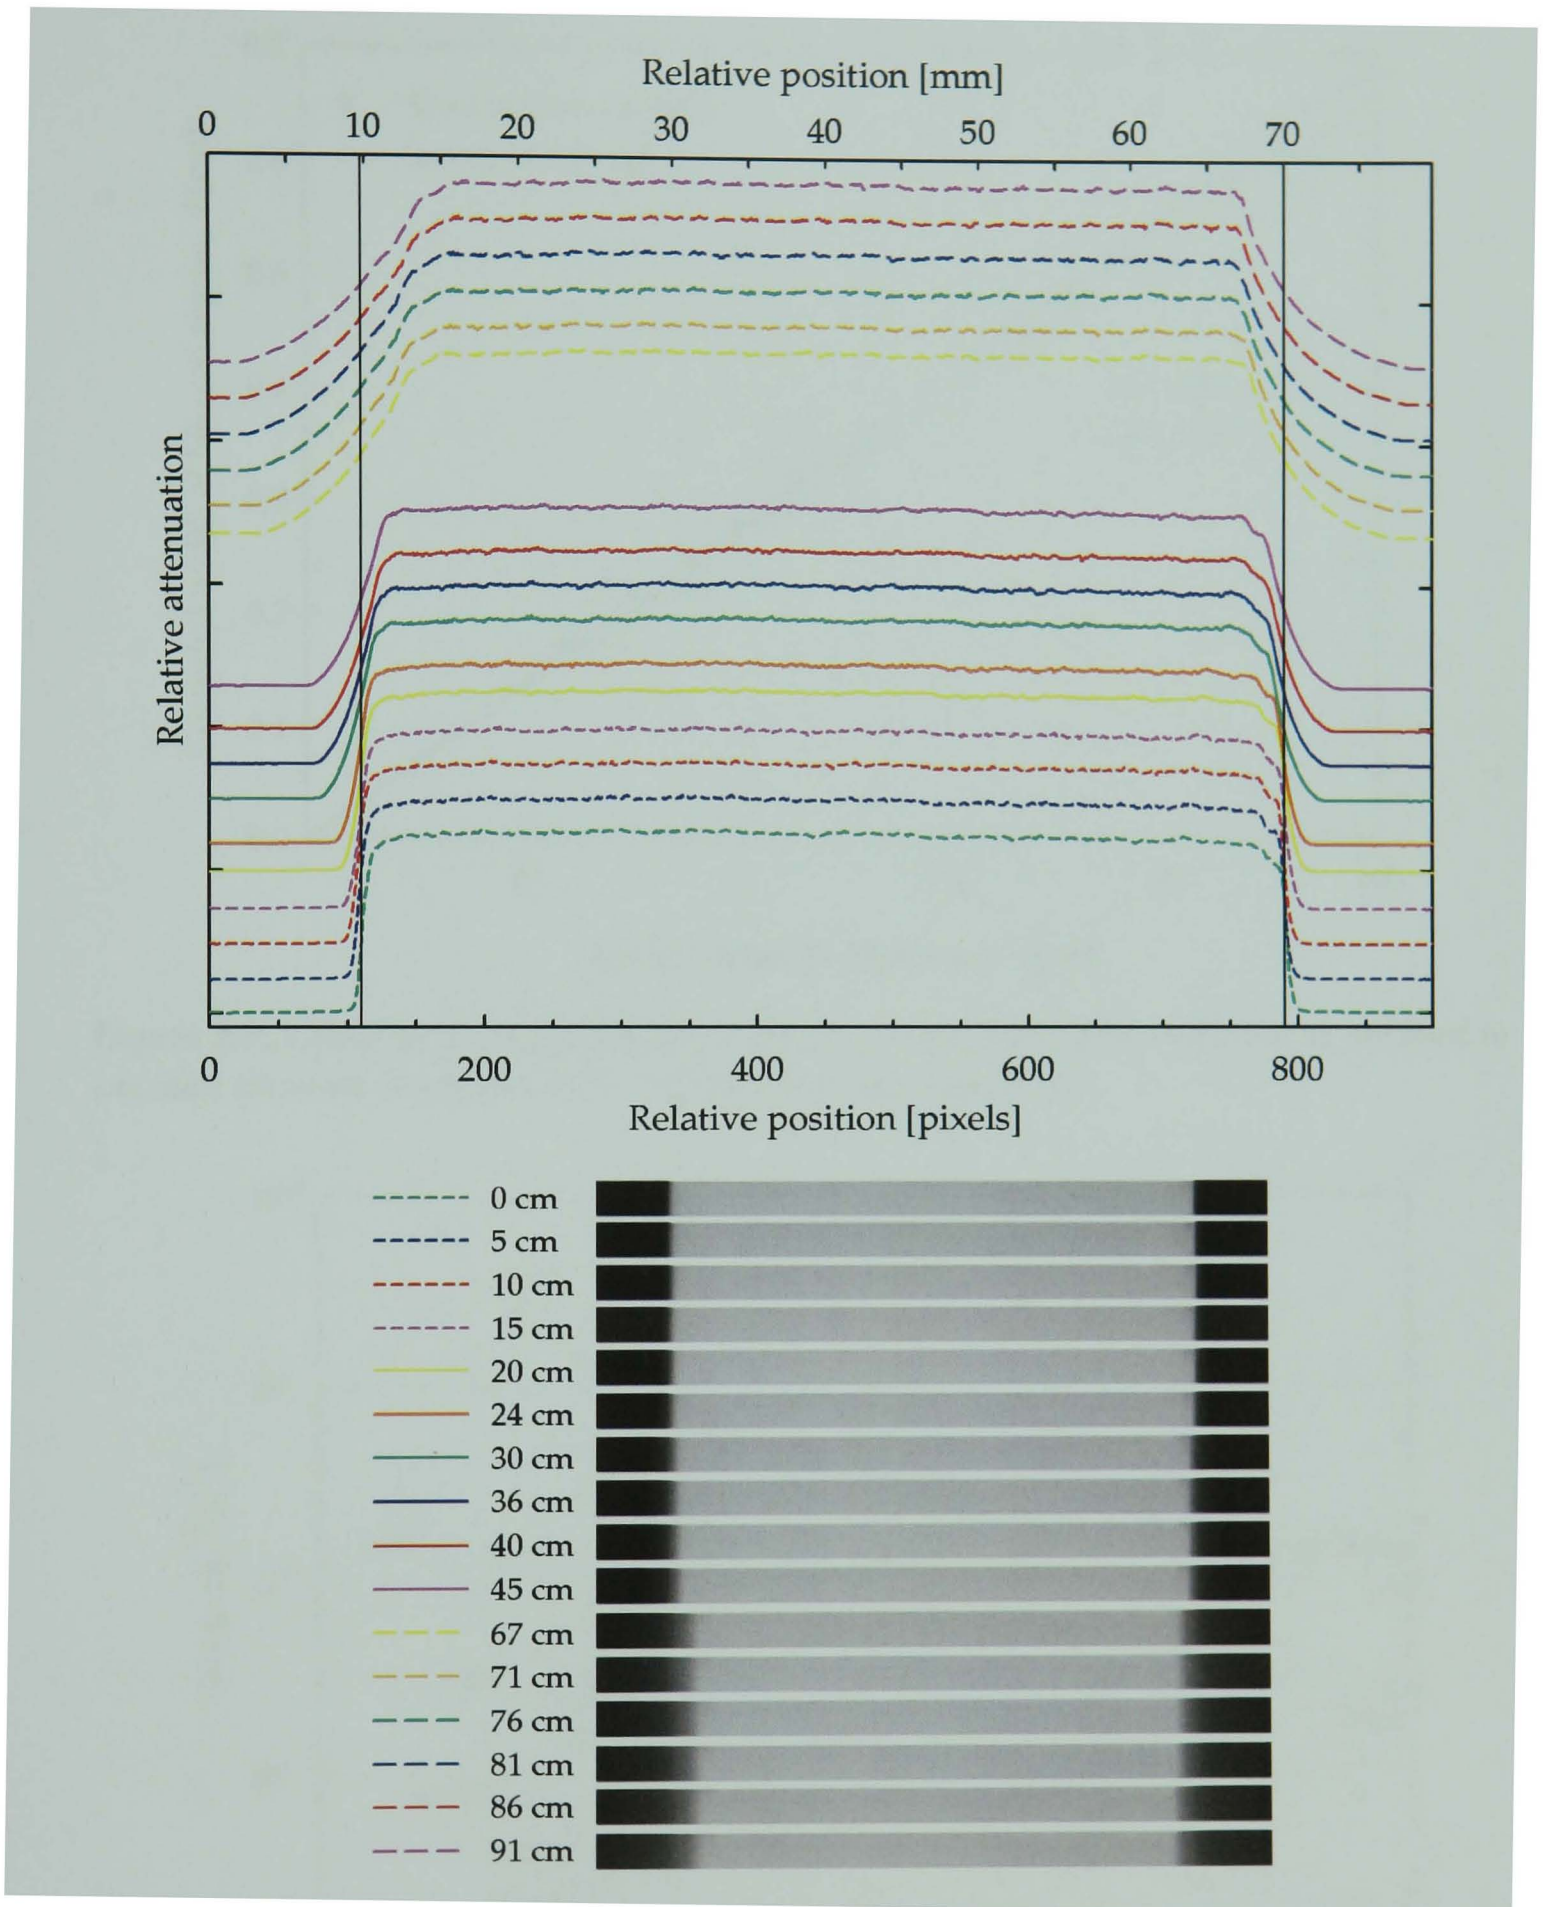 Relative position [mm]
0 10 20 30 40 50 60 70
Relative attenuation
0 200 400 600 800
Relative position [pixels]
0 cm
5 cm
10 cm
15 cm
20 cm
24 cm
30 cm
36 cm
40 cm
45 cm
67 cm
71 cm
76 cm
81 cm
86 cm
91 cm